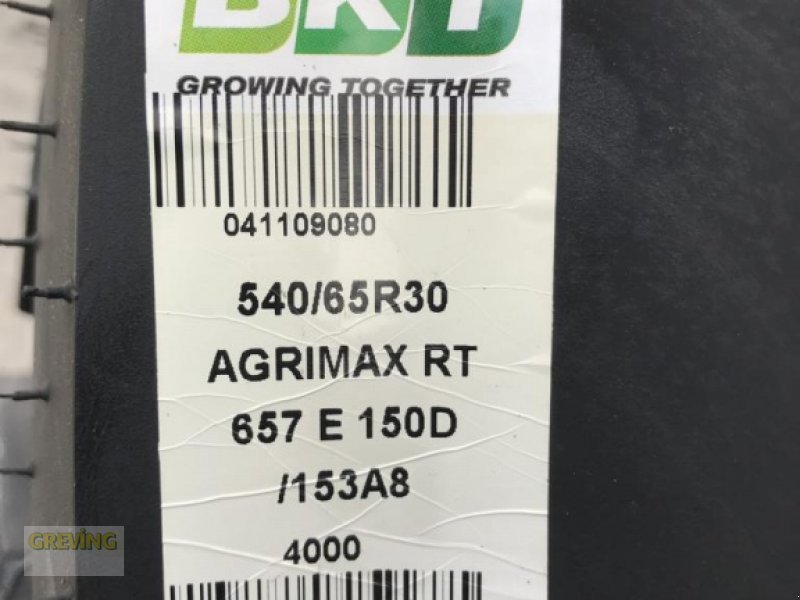 BKT
GROWING TOGETHER
041109080
540/65R30
AGRIMAX RT
657 E 150D
/153A8
4000
GREVING